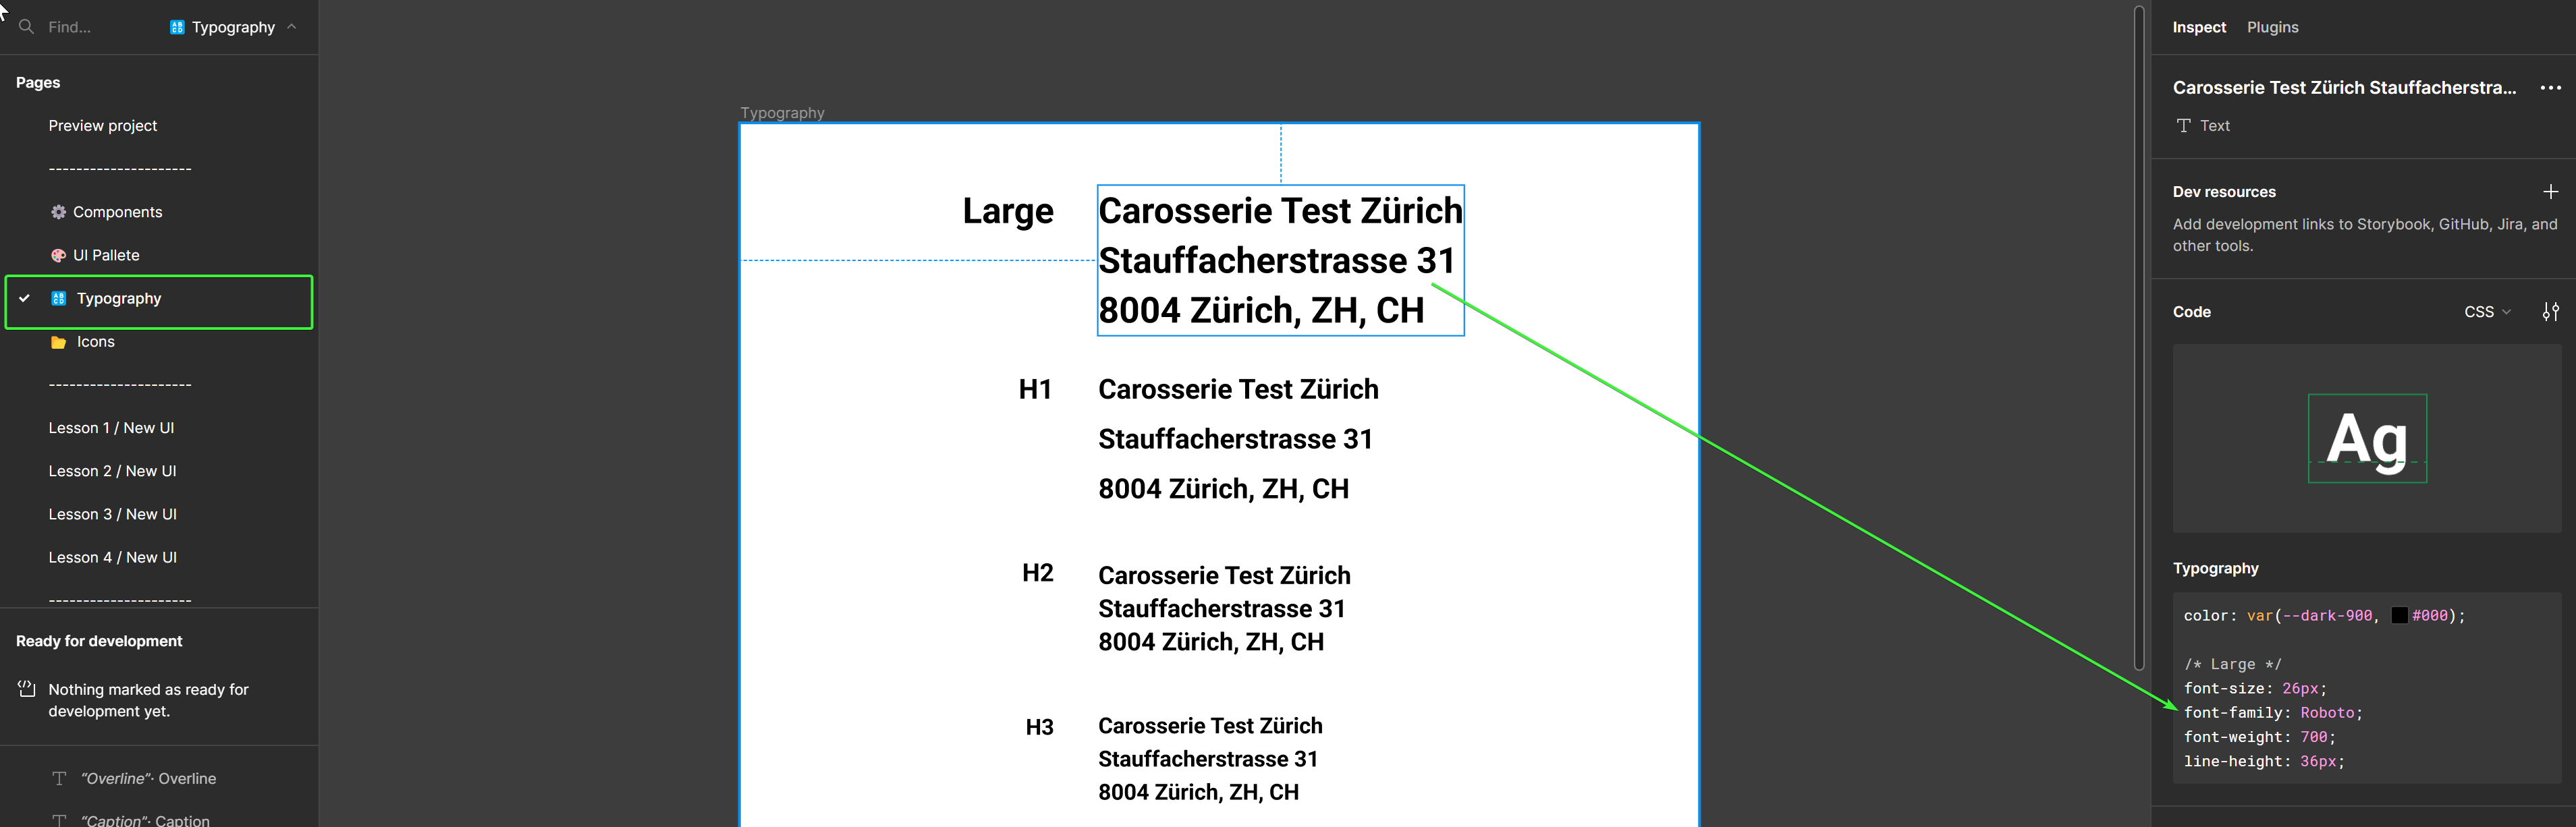 Find...
Typography
Pages
Preview project
---------------------
Components
UI Pallete
Typography
Icons
---------------------
Lesson 1 / New UI
Lesson 2 / New UI
Lesson 3 / New UI
Lesson 4 / New UI
---------------------
Ready for development
Nothing marked as ready for
development yet.
“Overline”· Overline
“Caption”· Caption
Typography
Large
Carosserie Test Zürich
Stauffacherstrasse 31
8004 Zürich, ZH, CH
H1
Carosserie Test Zürich
Stauffacherstrasse 31
8004 Zürich, ZH, CH
H2
Carosserie Test Zürich
Stauffacherstrasse 31
8004 Zürich, ZH, CH
H3
Carosserie Test Zürich
Stauffacherstrasse 31
8004 Zürich, ZH, CH
Inspect Plugins
Carosserie Test Zürich Stauffacherstra...
Text
Dev resources
Add development links to Storybook, GitHub, Jira, and
other tools.
Code CSS
Ag
Typography
color: var(--dark-900, #000);
/* Large */
font-size: 26px;
font-family: Roboto;
font-weight: 700;
line-height: 36px;